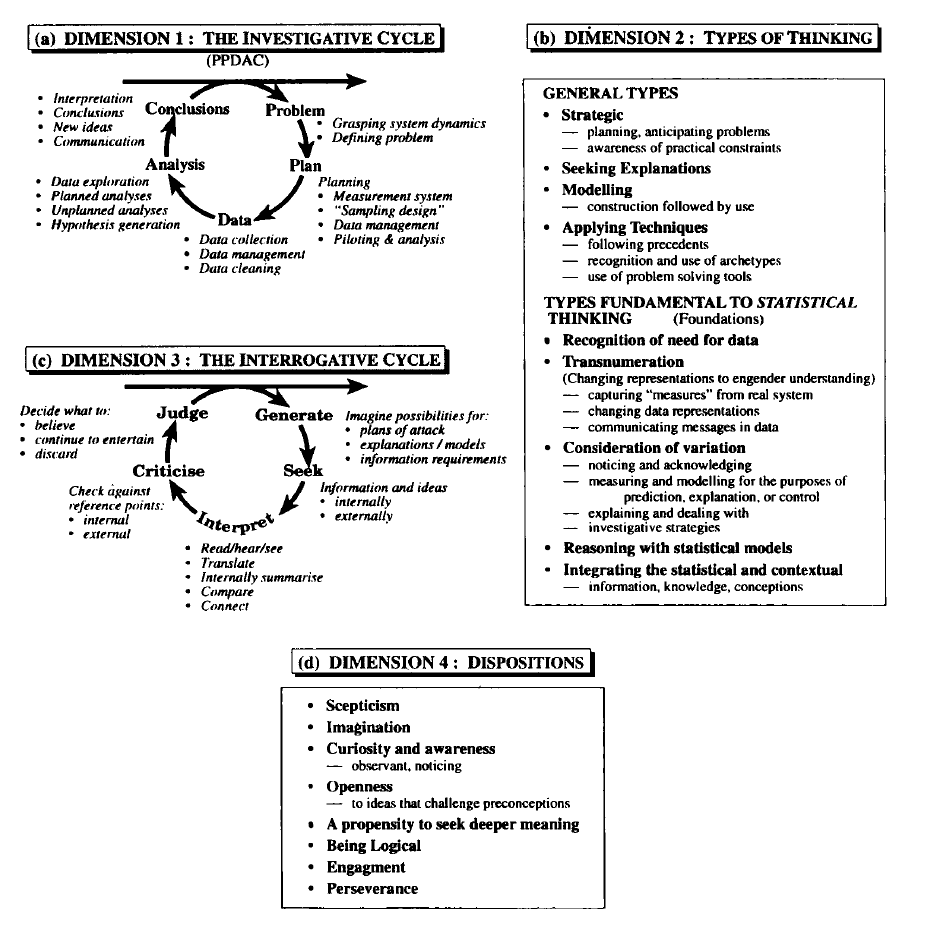 (a) DIMENSION 1 : THE INVESTIGATIVE CYCLE
(PPDAC)
• Interpretation
• Conclusions
• New ideas
• Communication
Conclusions
Problem
• Grasping system dynamics
• Defining problem
Analysis
Plan
• Data exploration
• Planned analyses
• Unplanned analyses
• Hypothesis generation
Planning
• Measurement system
• "Sampling design"
• Data management
• Piloting & analysis
Data
• Data collection
• Data management
• Data cleaning
(b) DIMENSION 2 : TYPES OF THINKING
GENERAL TYPES
• Strategic
— planning, anticipating problems
— awareness of practical constraints
• Seeking Explanations
• Modelling
— construction followed by use
• Applying Techniques
— following precedents
— recognition and use of archetypes
— use of problem solving tools
TYPES FUNDAMENTAL TO STATISTICAL
THINKING (Foundations)
• Recognition of need for data
• Transnumeration
(Changing representations to engender understanding)
— capturing "measures" from real system
— changing data representations
— communicating messages in data
• Consideration of variation
— noticing and acknowledging
— measuring and modelling for the purposes of
prediction, explanation, or control
— explaining and dealing with
— investigative strategies
• Reasoning with statistical models
• Integrating the statistical and contextual
— information, knowledge, conceptions
(c) DIMENSION 3 : THE INTERROGATIVE CYCLE
Decide what to:
• believe
• continue to entertain
• discard
Judge
Generate
Imagine possibilities for:
• plans of attack
• explanations / models
• information requirements
Criticise
Seek
Check against
reference points:
• internal
• external
Information and ideas
• internally
• externally
Interpret
• Read/hear/see
• Translate
• Internally summarise
• Compare
• Connect
(d) DIMENSION 4 : DISPOSITIONS
• Scepticism
• Imagination
• Curiosity and awareness
— observant, noticing
• Openness
— to ideas that challenge preconceptions
• A propensity to seek deeper meaning
• Being Logical
• Engagment
• Perseverance